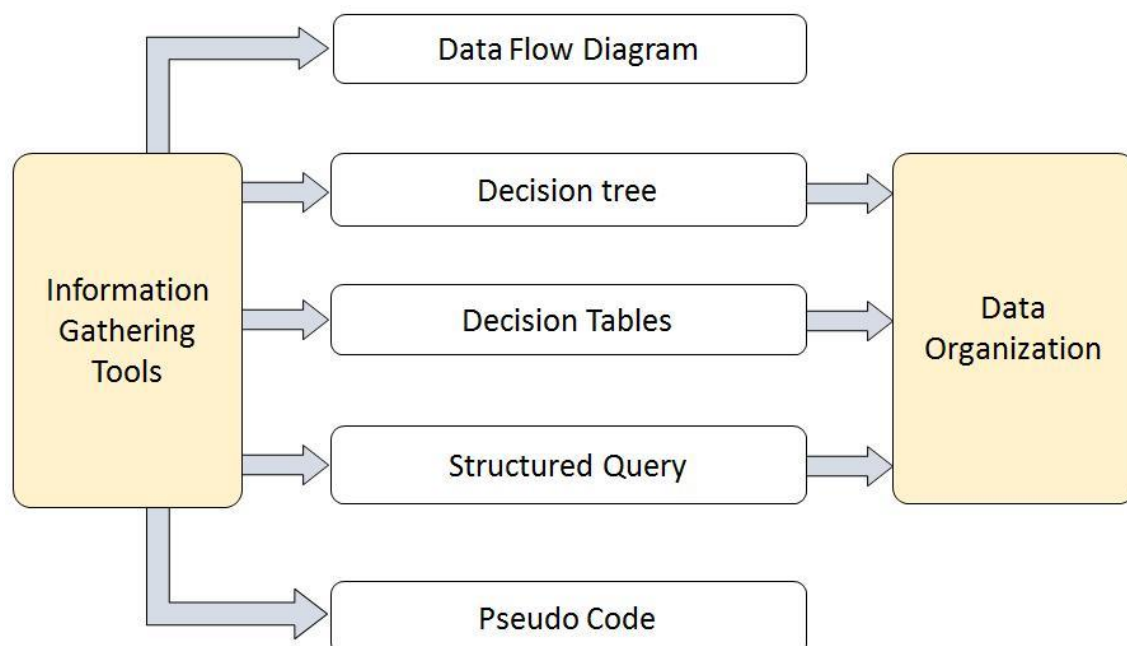 Data Flow Diagram
Decision tree
Information
Gathering
Tools
Decision Tables
Data
Organization
Structured Query
Pseudo Code